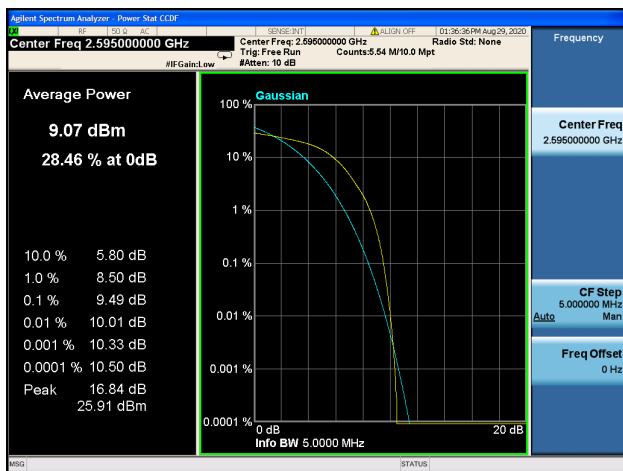 Agilent Spectrum Analyzer - Power Stat CCDF
RF 50 Ω AC SENSE:INT ALIGN OFF 01:36:36 PM Aug 29, 2020
Center Freq 2.595000000 GHz
Center Freq: 2.595000000 GHz Radio Std: None
Trig: Free Run Counts:5.54 M/10.0 Mpt
#IFGain:Low #Atten: 10 dB
Frequency
Average Power
9.07 dBm
28.46 % at 0dB
10.0 % 5.80 dB
1.0 % 8.50 dB
0.1 % 9.49 dB
0.01 % 10.01 dB
0.001 % 10.33 dB
0.0001 % 10.50 dB
Peak 16.84 dB
25.91 dBm
Gaussian
100 %
10 %
1 %
0.1 %
0.01 %
0.001 %
0.0001 %
0 dB 20 dB
Info BW 5.0000 MHz
Center Freq
2.595000000 GHz
CF Step
5.000000 MHz
Auto Man
Freq Offset
0 Hz
MSG STATUS